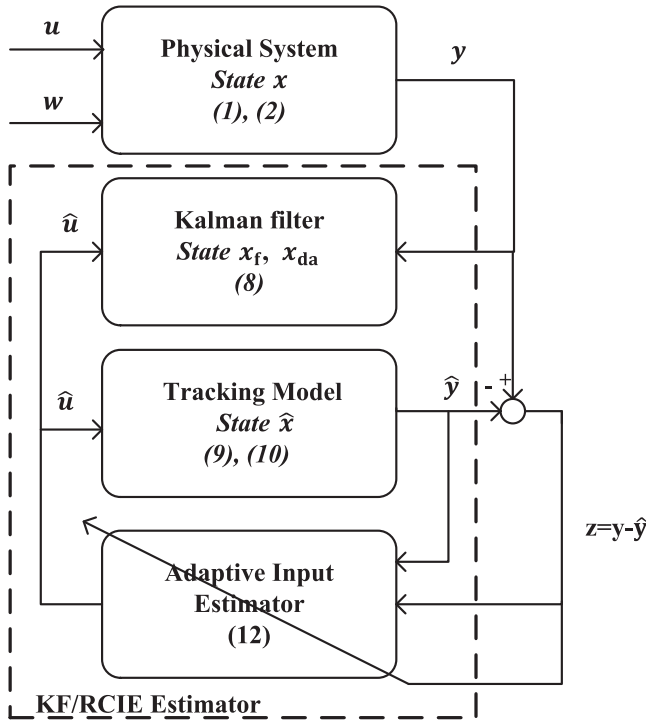 u
Physical System
State x
(1), (2)
y
w
û
Kalman filter
State x_f, x_da
(8)
û
Tracking Model
State x̂
(9), (10)
ŷ
- +
z=y-ŷ
Adaptive Input
Estimator
(12)
KF/RCIE Estimator